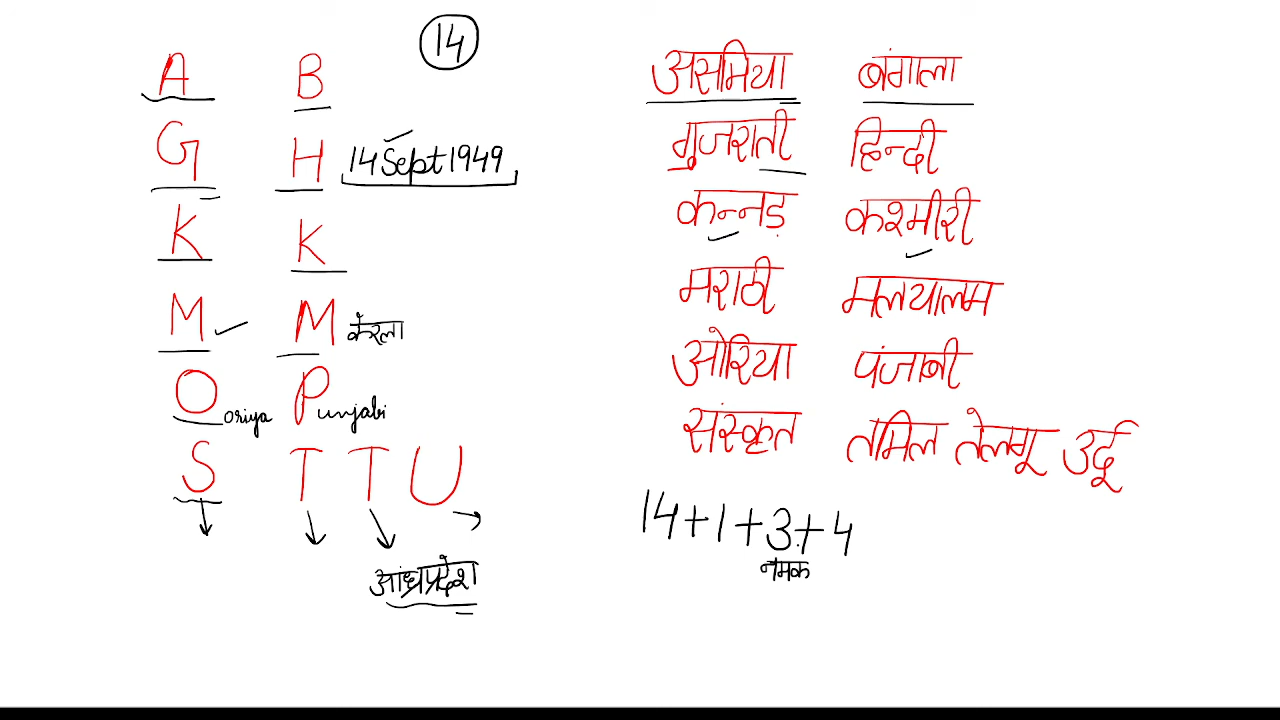 14
A B
G H 14 Sept 1949
K K
M M केरला
O oriya Punjabi
S T T U
आंध्रप्रदेश
असमिया बंगाला
गुजराती हिन्दी
कन्नड़ कश्मीरी
मराठी मलयालम
ओरिया पंजाबी
संस्कृत तमिल तेलगू उर्दू
14+1+3+4
नमक